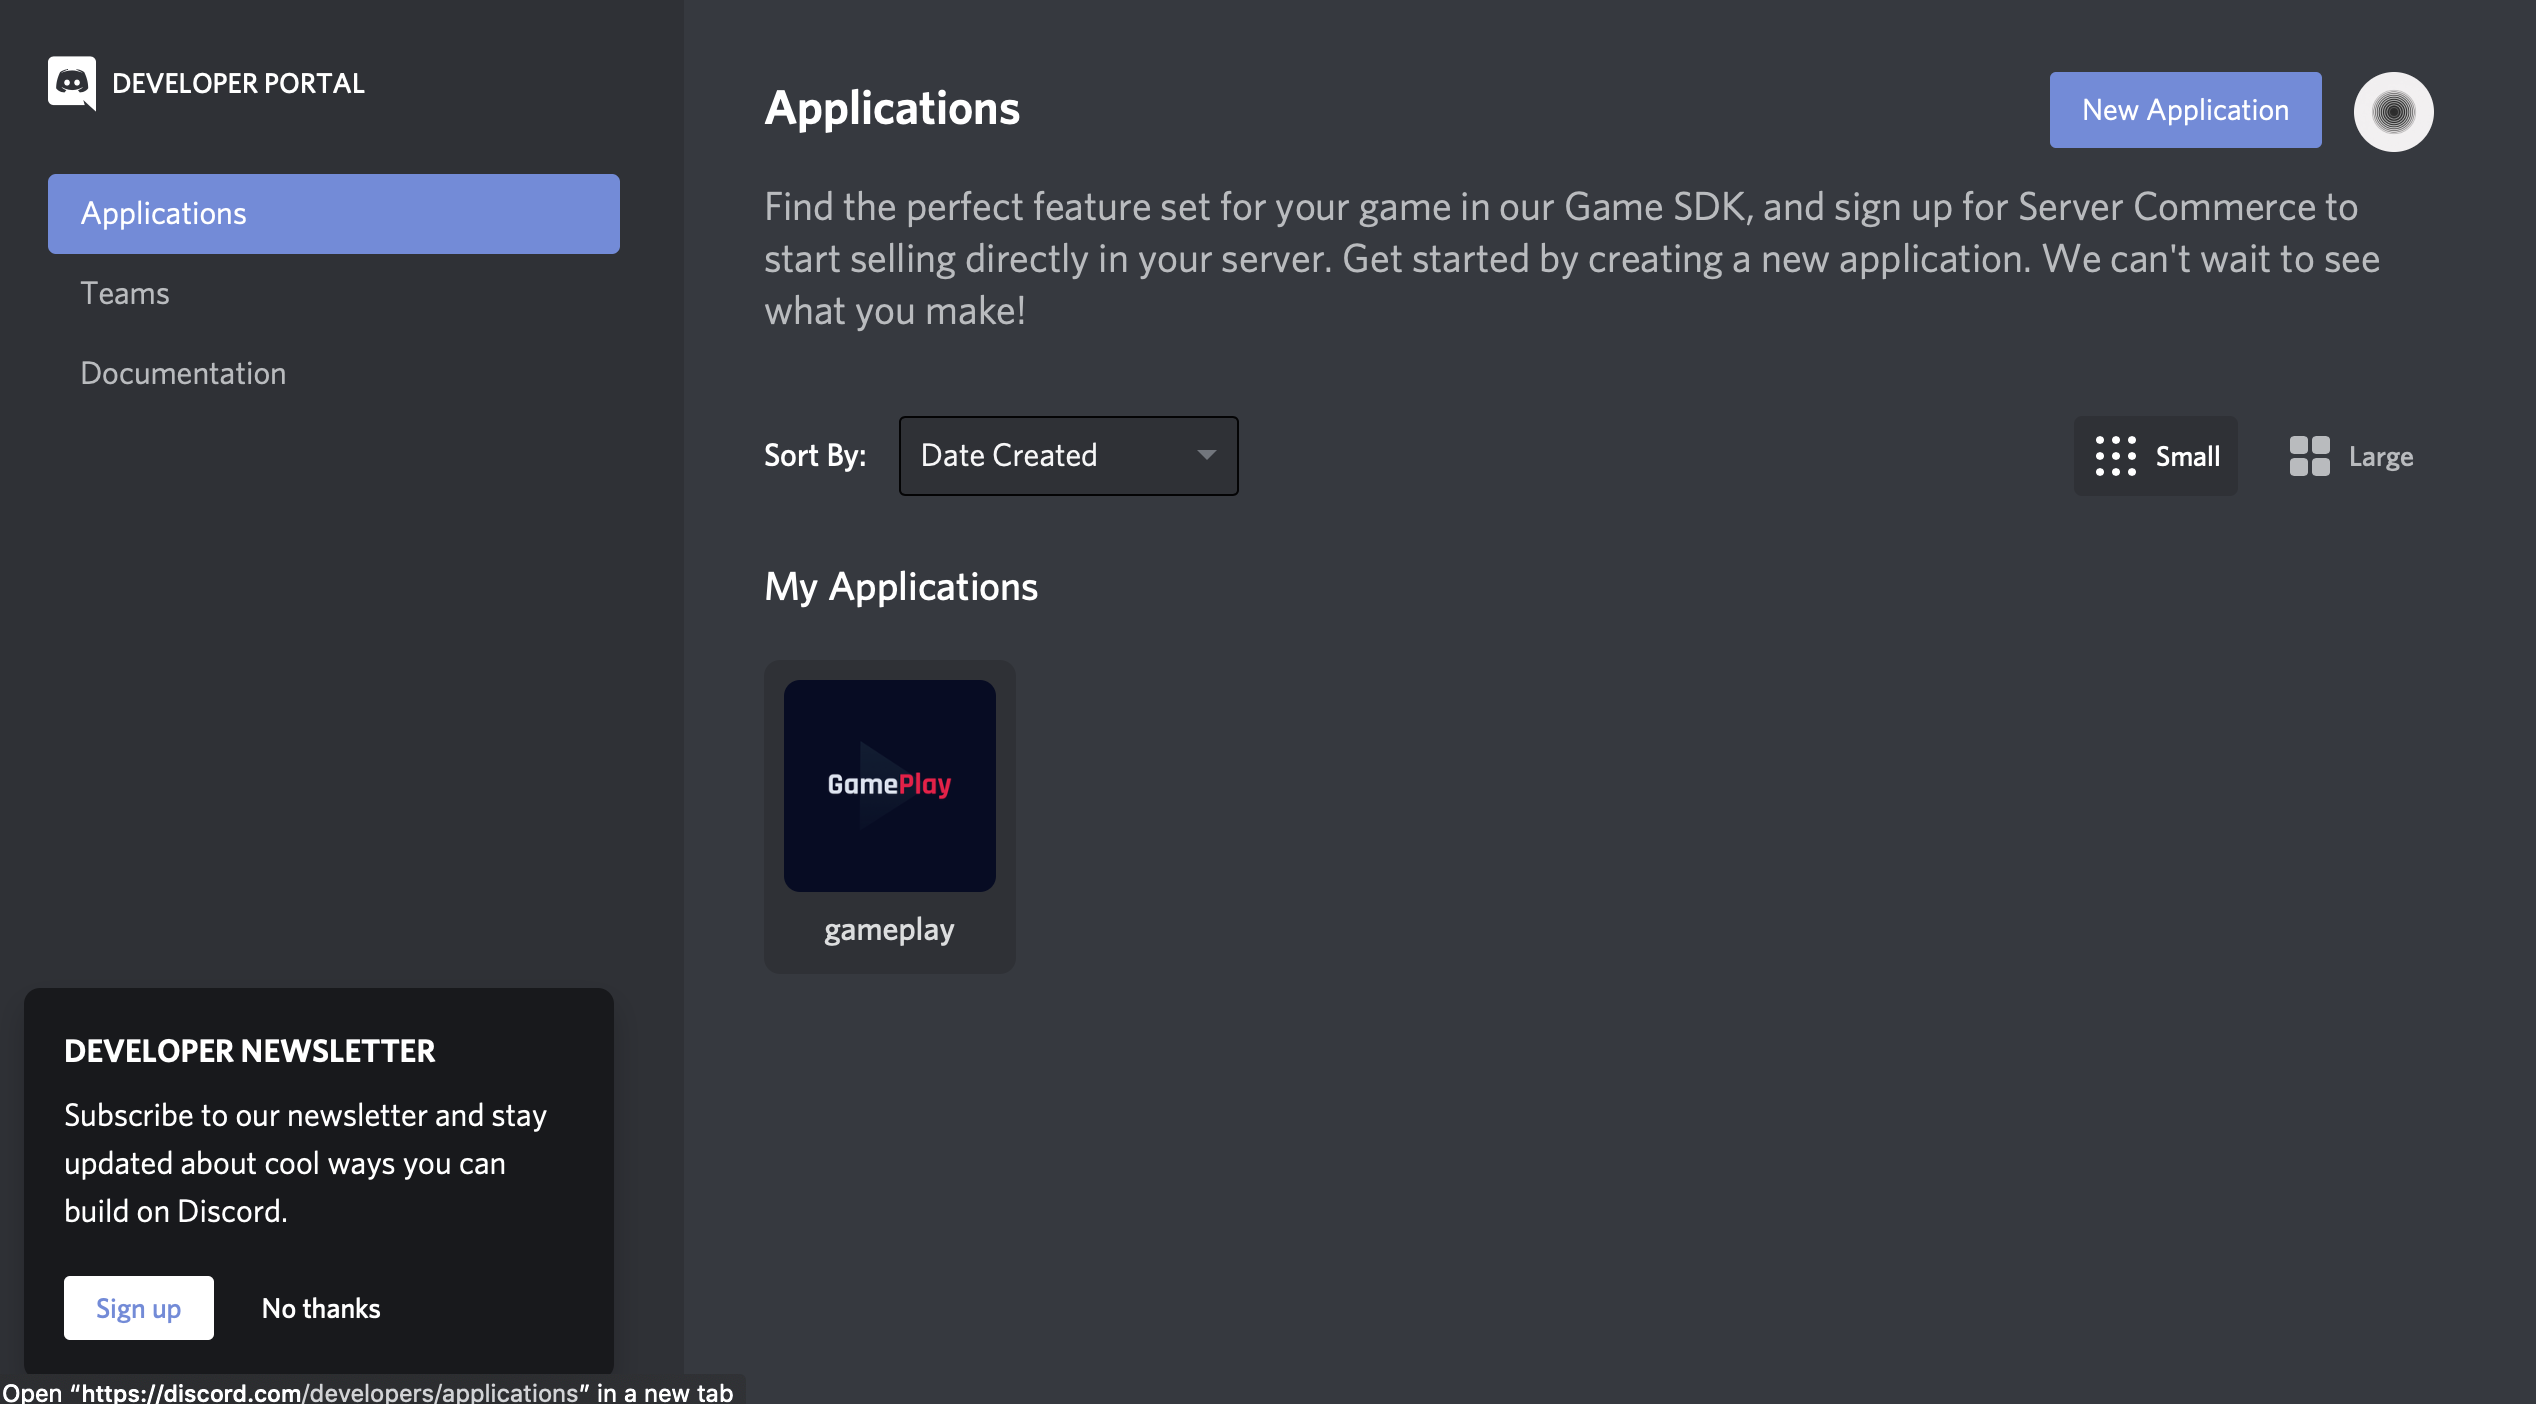 DEVELOPER PORTAL
Applications
Teams
Documentation
Applications
New Application
Find the perfect feature set for your game in our Game SDK, and sign up for Server Commerce to
start selling directly in your server. Get started by creating a new application. We can't wait to see
what you make!
Sort By:
Date Created
Small
Large
My Applications
GamePlay
gameplay
DEVELOPER NEWSLETTER
Subscribe to our newsletter and stay
updated about cool ways you can
build on Discord.
Sign up
No thanks
Open “https://discord.com/developers/applications” in a new tab